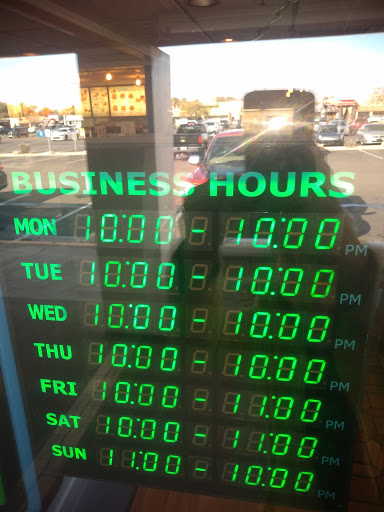 BUSINESS HOURS
MON 10:00 - 10:00 PM
TUE 10:00 - 10:00 PM
WED 10:00 - 10:00 PM
THU 10:00 - 10:00 PM
FRI 10:00 - 11:00 PM
SAT 10:00 - 11:00 PM
SUN 11:00 - 10:00 PM